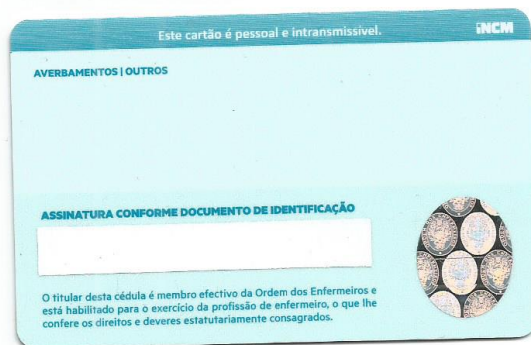 Este cartão é pessoal e intransmissível.
INCM
AVERBAMENTOS | OUTROS
ASSINATURA CONFORME DOCUMENTO DE IDENTIFICAÇÃO
O titular desta cédula é membro efectivo da Ordem dos Enfermeiros e
está habilitado para o exercício da profissão de enfermeiro, o que lhe
confere os direitos e deveres estatutariamente consagrados.